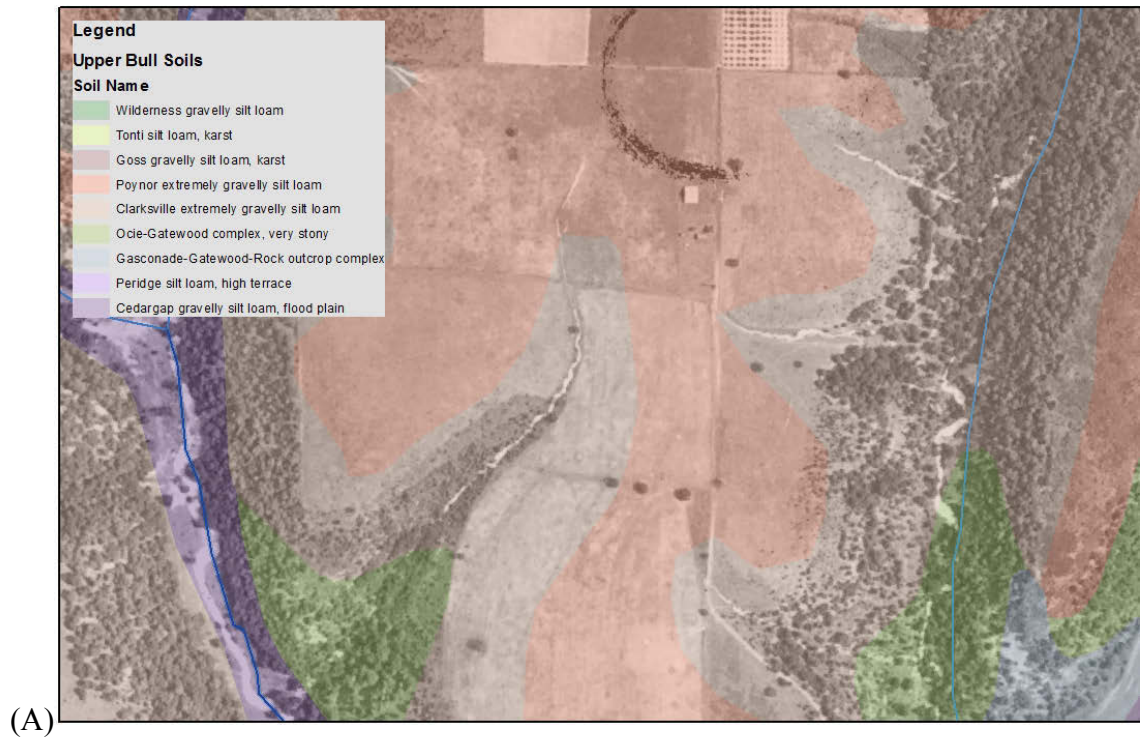 Legend
Upper Bull Soils
Soil Name
Wilderness gravelly silt loam
Tonti silt loam, karst
Goss gravelly silt loam, karst
Poynor extremely gravelly silt loam
Clarksville extremely gravelly silt loam
Ocie-Gatewood complex, very stony
Gasconade-Gatewood-Rock outcrop complex
Peridge silt loam, high terrace
Cedargap gravelly silt loam, flood plain
(A)